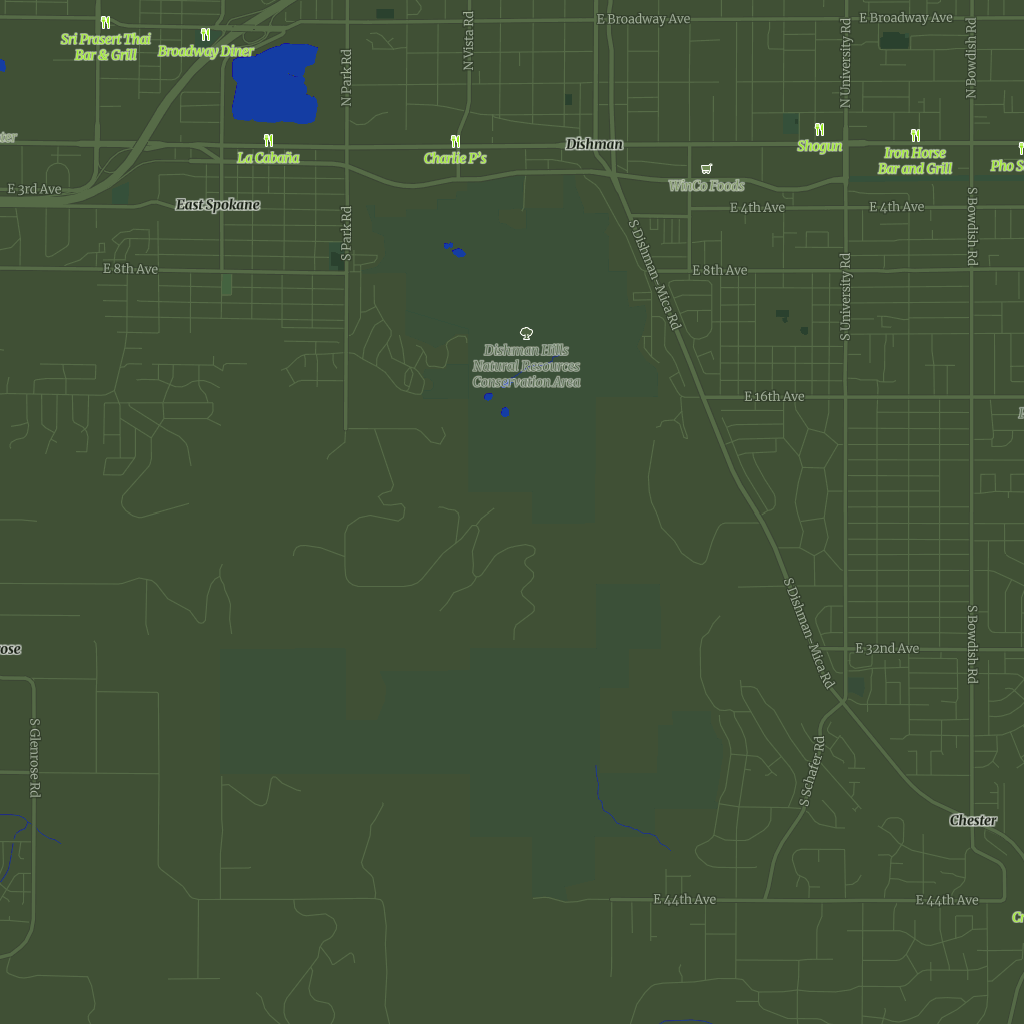 E Broadway Ave
E Broadway Ave
Sri Prasert Thai
Bar & Grill
Broadway Diner
N Park Rd
N Vista Rd
N University Rd
N Bowdish Rd
La Cabaña
Charlie P's
Dishman
Shogun
Iron Horse
Bar and Grill
WinCo Foods
E 3rd Ave
East Spokane
E 4th Ave
E 4th Ave
S Park Rd
S Dishman-Mica Rd
S Bowdish Rd
E 8th Ave
E 8th Ave
S University Rd
Dishman Hills
Natural Resources
Conservation Area
E 16th Ave
S Dishman-Mica Rd
S Bowdish Rd
E 32nd Ave
S Glenrose Rd
S Schafer Rd
Chester
E 44th Ave
E 44th Ave